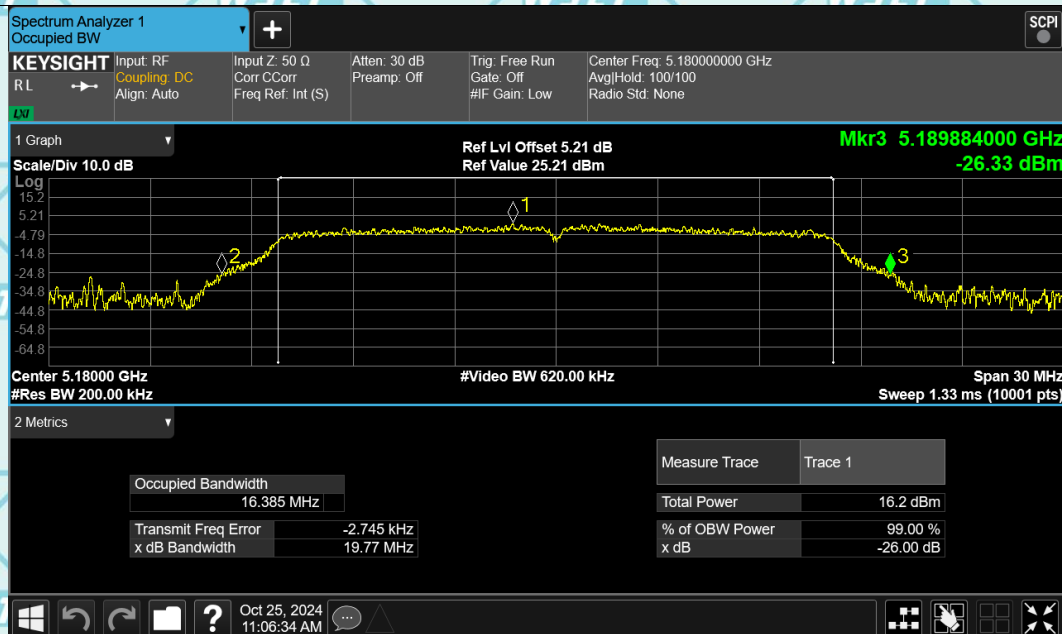 Spectrum Analyzer 1
Occupied BW
+
SCPI
KEYSIGHT
R L
LXI
Input: RF
Coupling: DC
Align: Auto
Input Z: 50 Ω
Corr CCorr
Freq Ref: Int (S)
Atten: 30 dB
Preamp: Off
Trig: Free Run
Gate: Off
#IF Gain: Low
Center Freq: 5.180000000 GHz
Avg|Hold: 100/100
Radio Std: None
1 Graph
Scale/Div 10.0 dB
Ref Lvl Offset 5.21 dB
Ref Value 25.21 dBm
Mkr3 5.189884000 GHz
-26.33 dBm
Log
15.2
5.21
-4.79
-14.8
-24.8
-34.8
-44.8
-54.8
-64.8
1
2
3
Center 5.18000 GHz
#Video BW 620.00 kHz
Span 30 MHz
#Res BW 200.00 kHz
Sweep 1.33 ms (10001 pts)
2 Metrics
Measure Trace Trace 1
Occupied Bandwidth
16.385 MHz
Total Power 16.2 dBm
Transmit Freq Error -2.745 kHz
% of OBW Power 99.00 %
x dB Bandwidth 19.77 MHz
x dB -26.00 dB
?
Oct 25, 2024
11:06:34 AM